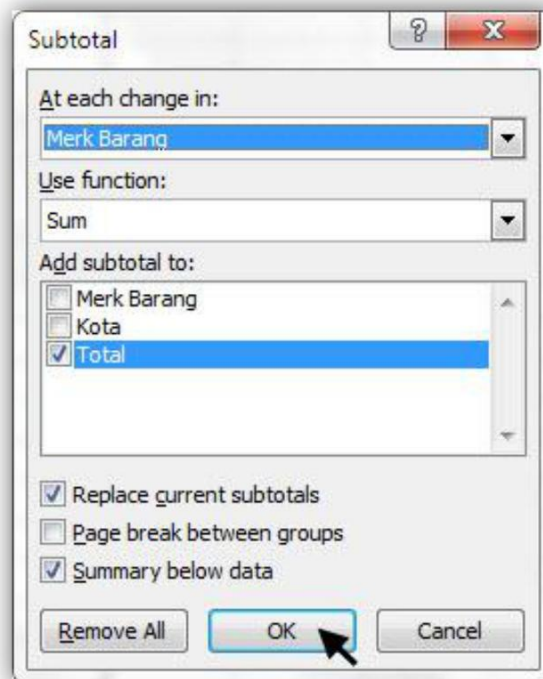 Subtotal
At each change in:
Merk Barang
Use function:
Sum
Add subtotal to:
Merk Barang
Kota
Total
Replace current subtotals
Page break between groups
Summary below data
Remove All OK Cancel